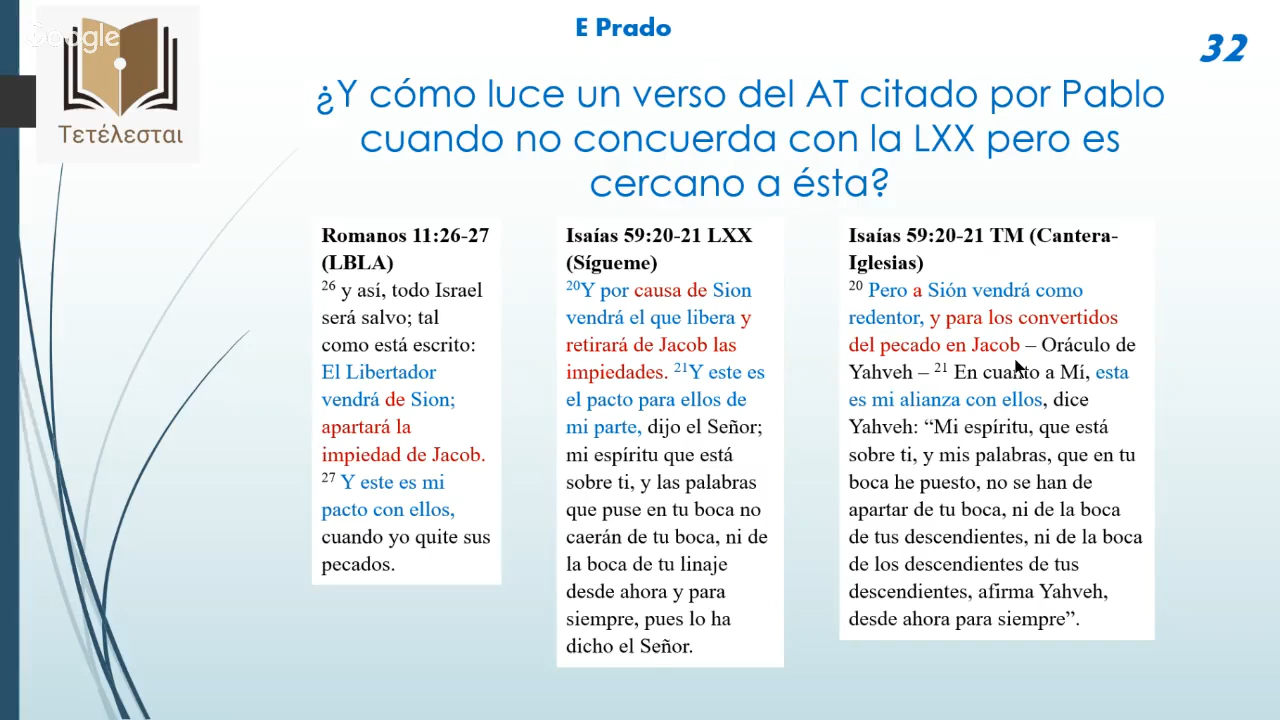 Google
Τετέλεσται
E Prado
32
¿Y cómo luce un verso del AT citado por Pablo
cuando no concuerda con la LXX pero es
cercano a ésta?
Romanos 11:26-27
(LBLA)
26 y así, todo Israel
será salvo; tal
como está escrito:
El Libertador
vendrá de Sion;
apartará la
impiedad de Jacob.
27 Y este es mi
pacto con ellos,
cuando yo quite sus
pecados.
Isaías 59:20-21 LXX
(Sígueme)
20Y por causa de Sion
vendrá el que libera y
retirará de Jacob las
impiedades. 21Y este es
el pacto para ellos de
mi parte, dijo el Señor;
mi espíritu que está
sobre ti, y las palabras
que puse en tu boca no
caerán de tu boca, ni de
la boca de tu linaje
desde ahora y para
siempre, pues lo ha
dicho el Señor.
Isaías 59:20-21 TM (Cantera-
Iglesias)
20 Pero a Sión vendrá como
redentor, y para los convertidos
del pecado en Jacob – Oráculo de
Yahveh – 21 En cuanto a Mí, esta
es mi alianza con ellos, dice
Yahveh: “Mi espíritu, que está
sobre ti, y mis palabras, que en tu
boca he puesto, no se han de
apartar de tu boca, ni de la boca
de tus descendientes, ni de la boca
de los descendientes de tus
descendientes, afirma Yahveh,
desde ahora para siempre”.